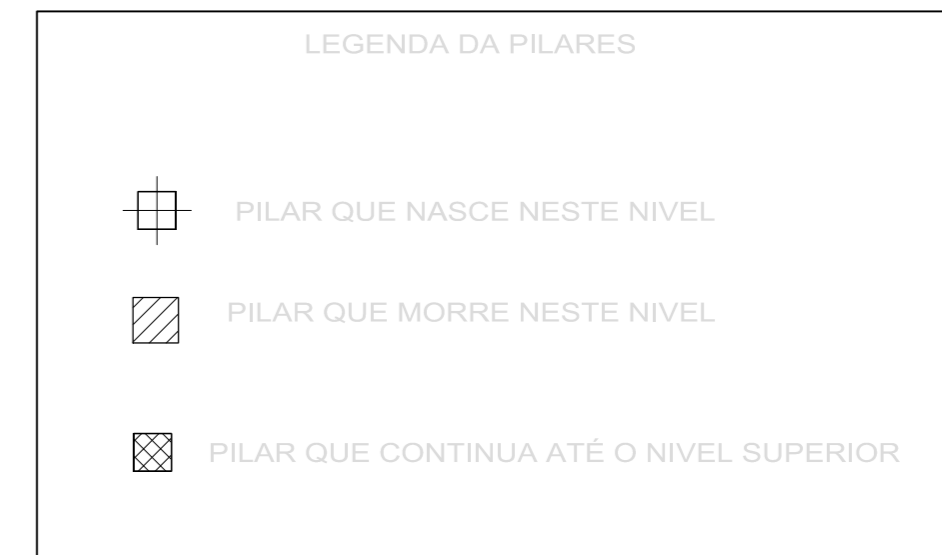 LEGENDA DA PILARES
PILAR QUE NASCE NESTE NIVEL
PILAR QUE MORRE NESTE NIVEL
PILAR QUE CONTINUA ATÉ O NIVEL SUPERIOR